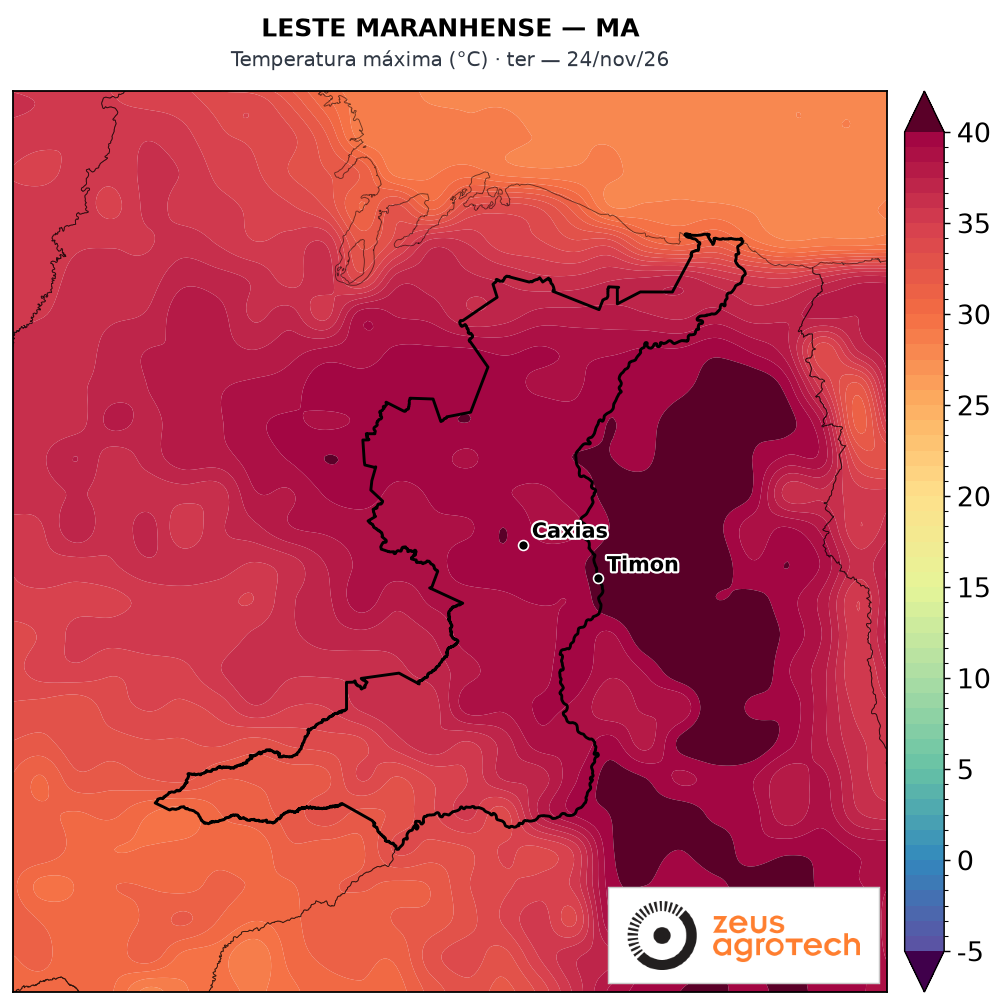 LESTE MARANHENSE — MA
Temperatura máxima (°C) · ter — 24/nov/26
40
35
30
25
20
15
10
5
0
-5
Caxias
Timon
zeus
agrotech